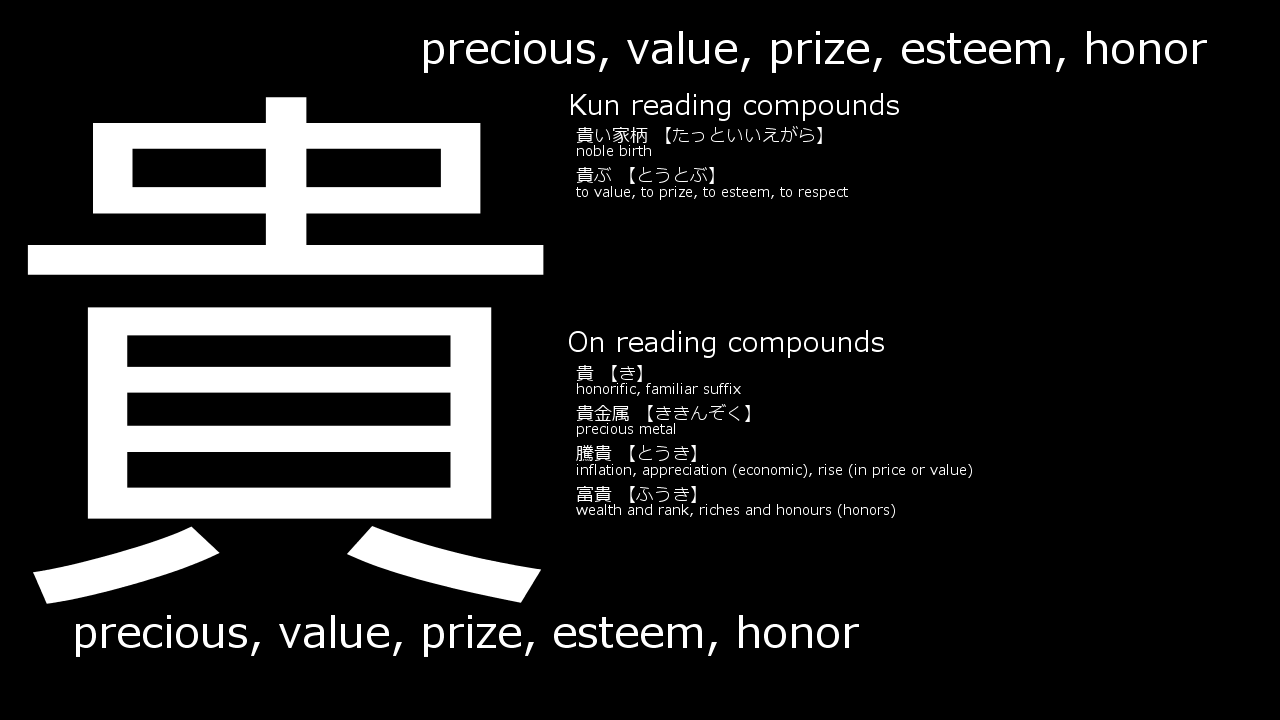 precious, value, prize, esteem, honor
貴
Kun reading compounds
貴い家柄 【たっといいえがら】
noble birth
貴ぶ 【とうとぶ】
to value, to prize, to esteem, to respect
On reading compounds
貴 【き】
honorific, familiar suffix
貴金属 【ききんぞく】
precious metal
騰貴 【とうき】
inflation, appreciation (economic), rise (in price or value)
富貴 【ふうき】
wealth and rank, riches and honours (honors)
precious, value, prize, esteem, honor